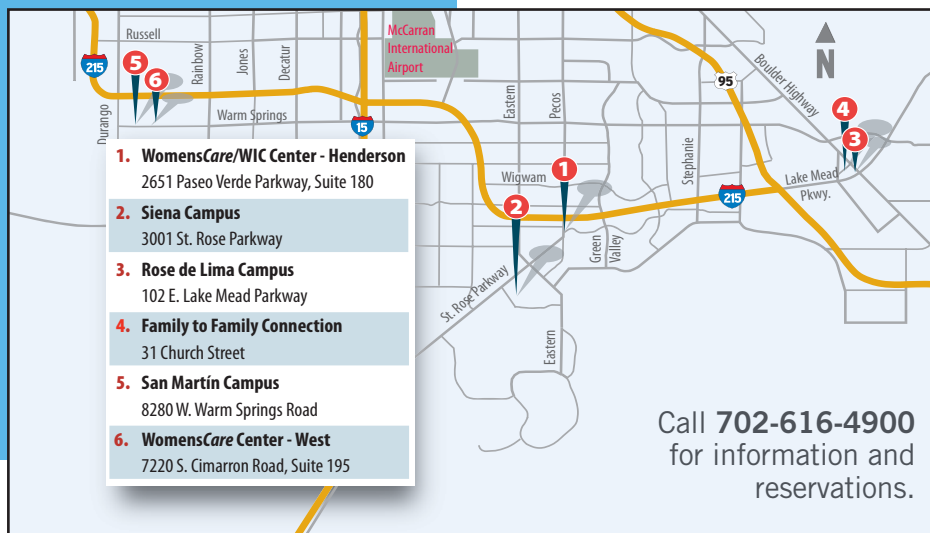 Russell
McCarran
International
Airport
N
Boulder Highway
215
5
6
Rainbow
Jones
Decatur
95
4
3
Durango
Warm Springs
15
Eastern
Pecos
Stephanie
Wigwam
1
2
Lake Mead
Pkwy.
215
Green
Valley
St. Rose Parkway
Eastern
1. WomensCare/WIC Center - Henderson
2651 Paseo Verde Parkway, Suite 180
2. Siena Campus
3001 St. Rose Parkway
3. Rose de Lima Campus
102 E. Lake Mead Parkway
4. Family to Family Connection
31 Church Street
5. San Martín Campus
8280 W. Warm Springs Road
6. WomensCare Center - West
7220 S. Cimarron Road, Suite 195
Call 702-616-4900
for information and
reservations.